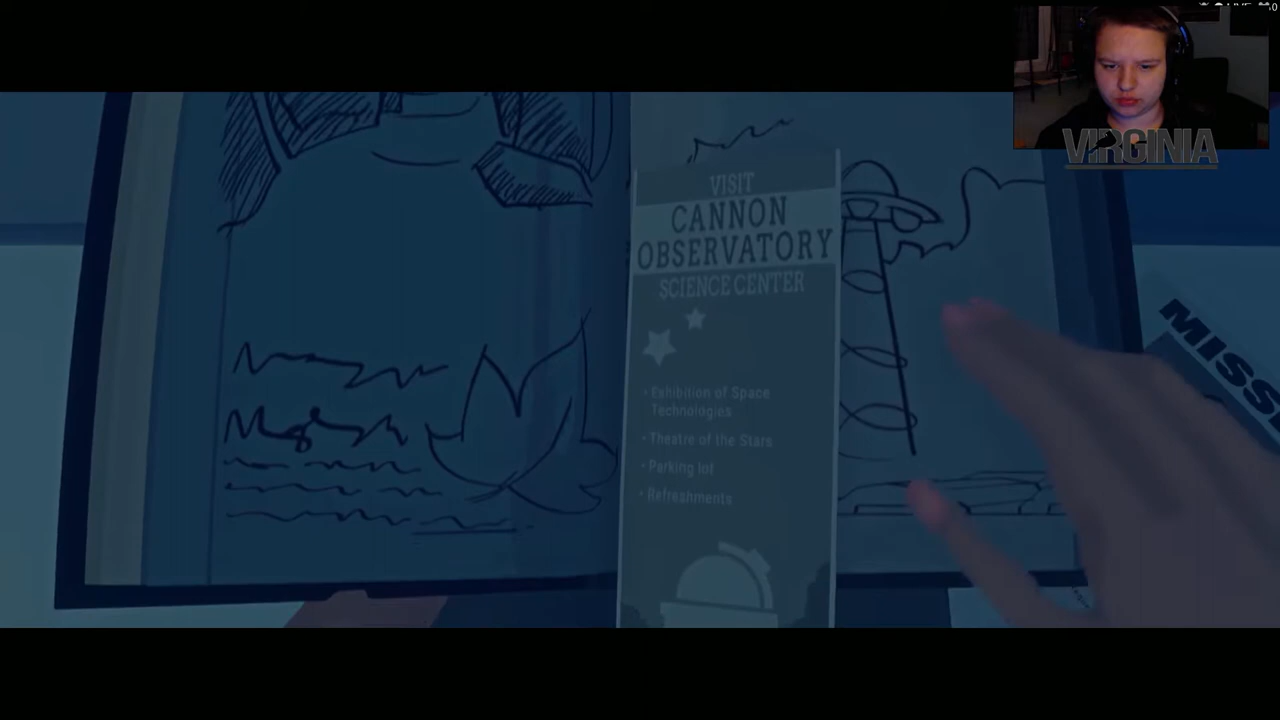 VIRGINIA
VISIT
CANNON
OBSERVATORY
SCIENCE CENTER
• Exhibition of Space
Technologies
• Theatre of the Stars
• Parking lot
• Refreshments